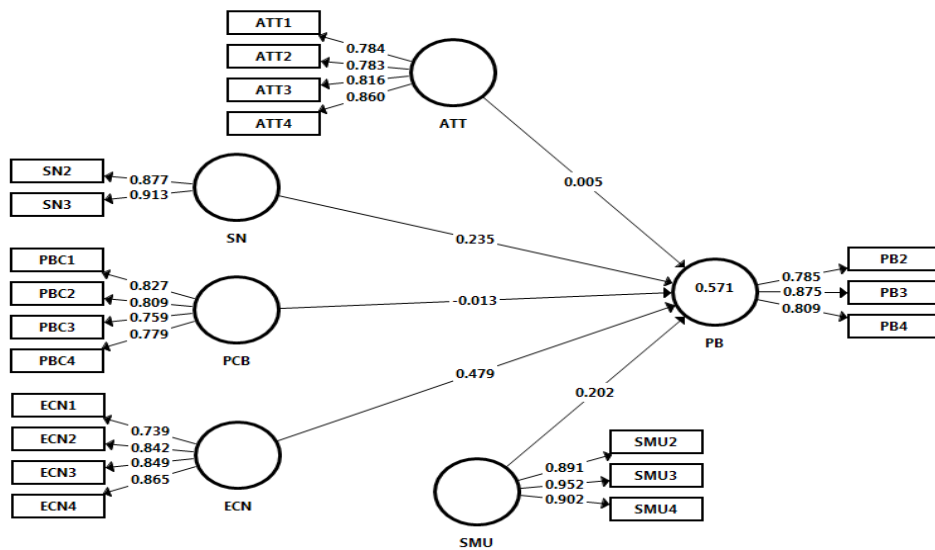 ATT1
ATT2
ATT3
ATT4
0.784
0.783
0.816
0.860
ATT
0.005
SN2
SN3
0.877
0.913
SN
0.235
PBC1
PBC2
PBC3
PBC4
0.827
0.809
0.759
0.779
PCB
-0.013
ECN1
ECN2
ECN3
ECN4
0.739
0.842
0.849
0.865
ECN
0.479
SMU
0.202
0.891
0.952
0.902
SMU2
SMU3
SMU4
0.571
PB
0.785
0.875
0.809
PB2
PB3
PB4